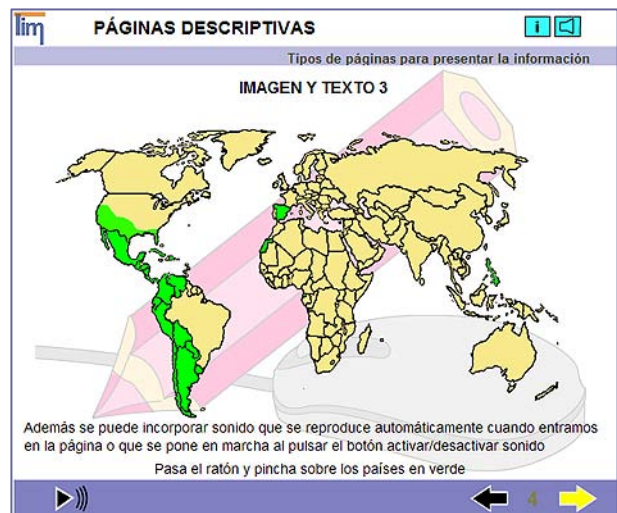 Tim
PÁGINAS DESCRIPTIVAS
i
Tipos de páginas para presentar la información
IMAGEN Y TEXTO 3
Además se puede incorporar sonido que se reproduce automáticamente cuando entramos
en la página o que se pone en marcha al pulsar el botón activar/desactivar sonido
Pasa el ratón y pincha sobre los países en verde
4